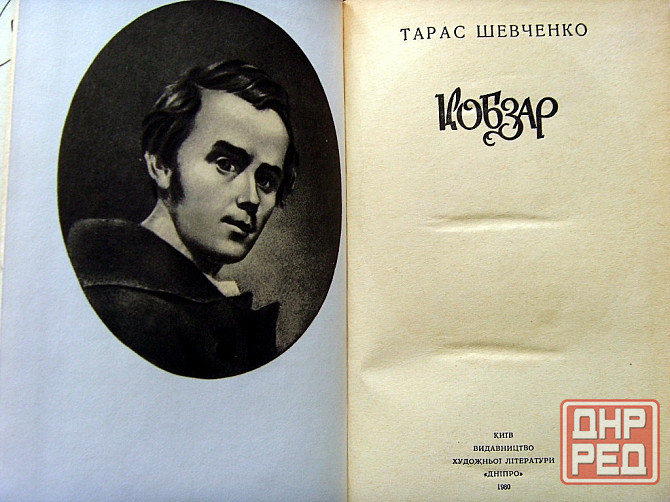 ТАРАС ШЕВЧЕНКО
КОБЗАР
КИЇВ
ВИДАВНИЦТВО
ХУДОЖНЬОЇ ЛІТЕРАТУРИ
«ДНІПРО»
1980
ДНР
РЕД